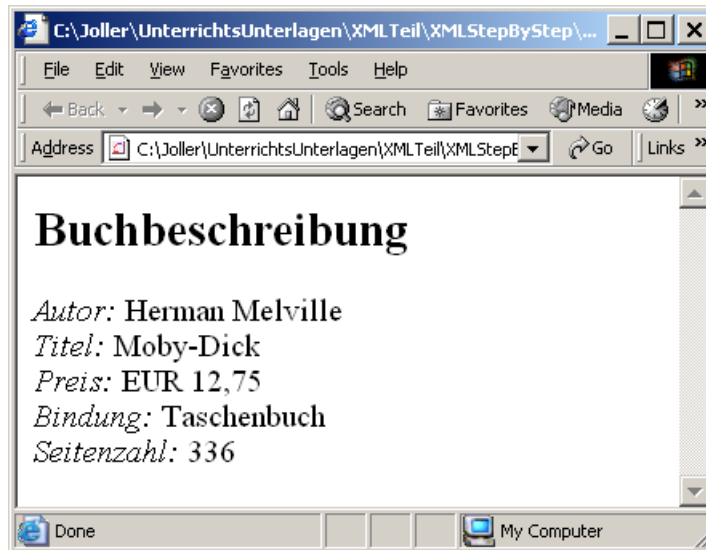 C:\Joller\UnterrichtsUnterlagen\XMLTeil\XMLStepByStep\...
File Edit View Favorites Tools Help
Back Search Favorites Media »
Address C:\Joller\UnterrichtsUnterlagen\XMLTeil\XMLStepE Go Links »
Buchbeschreibung
Autor: Herman Melville
Titel: Moby-Dick
Preis: EUR 12,75
Bindung: Taschenbuch
Seitenzahl: 336
Done My Computer